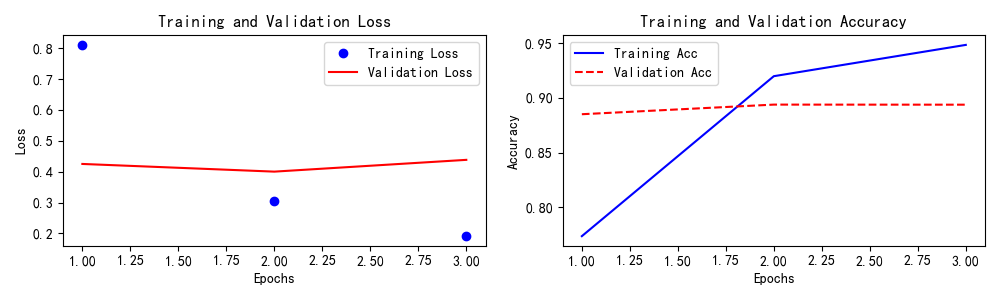 Training and Validation Loss
Training Loss
Validation Loss
Loss
0.8
0.7
0.6
0.5
0.4
0.3
0.2
1.00 1.25 1.50 1.75 2.00 2.25 2.50 2.75 3.00
Epochs
Training and Validation Accuracy
Training Acc
Validation Acc
Accuracy
0.95
0.90
0.85
0.80
1.00 1.25 1.50 1.75 2.00 2.25 2.50 2.75 3.00
Epochs